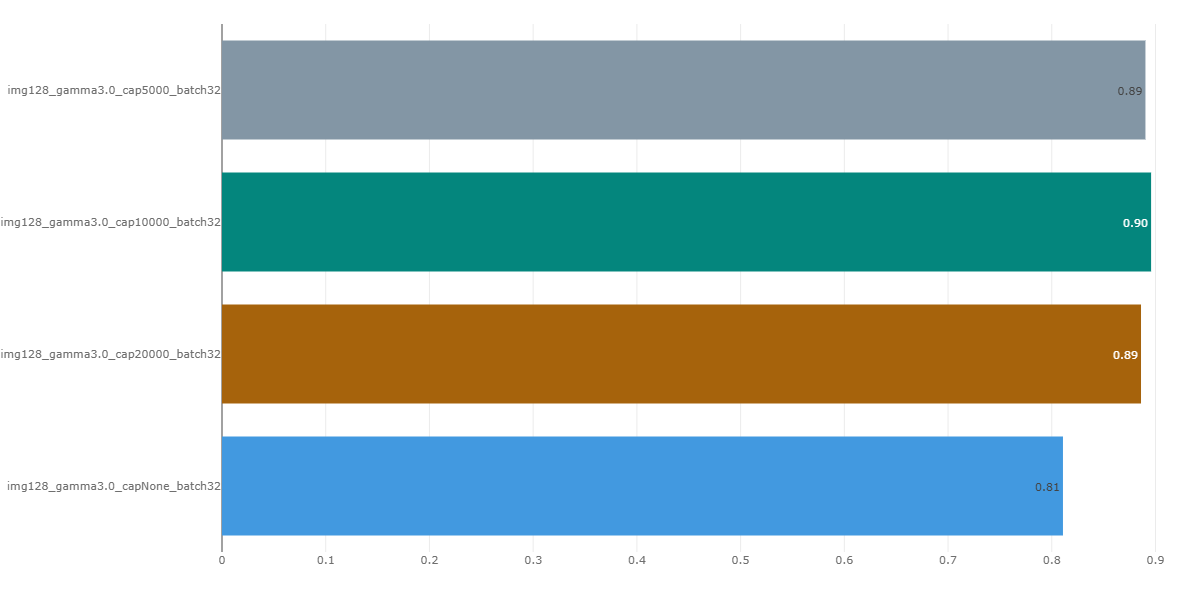 img128_gamma3.0_cap5000_batch32
0.89
img128_gamma3.0_cap10000_batch32
0.90
img128_gamma3.0_cap20000_batch32
0.89
img128_gamma3.0_capNone_batch32
0.81
0 0.1 0.2 0.3 0.4 0.5 0.6 0.7 0.8 0.9